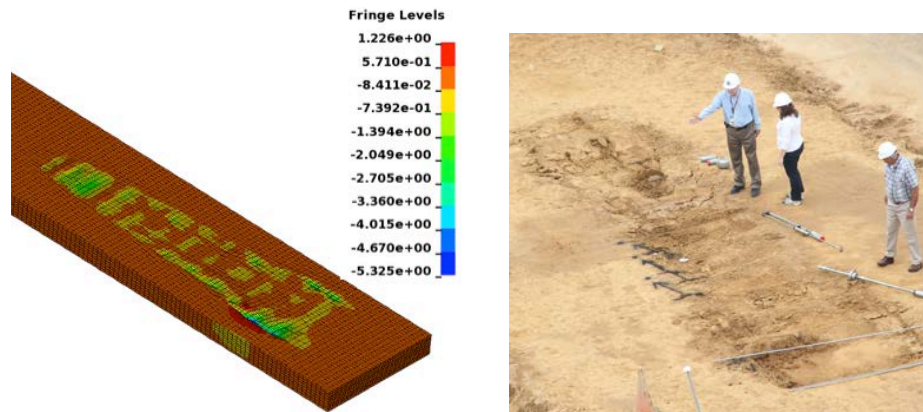 Fringe Levels
1.226e+00
5.710e-01
-8.411e-02
-7.392e-01
-1.394e+00
-2.049e+00
-2.705e+00
-3.360e+00
-4.015e+00
-4.670e+00
-5.325e+00